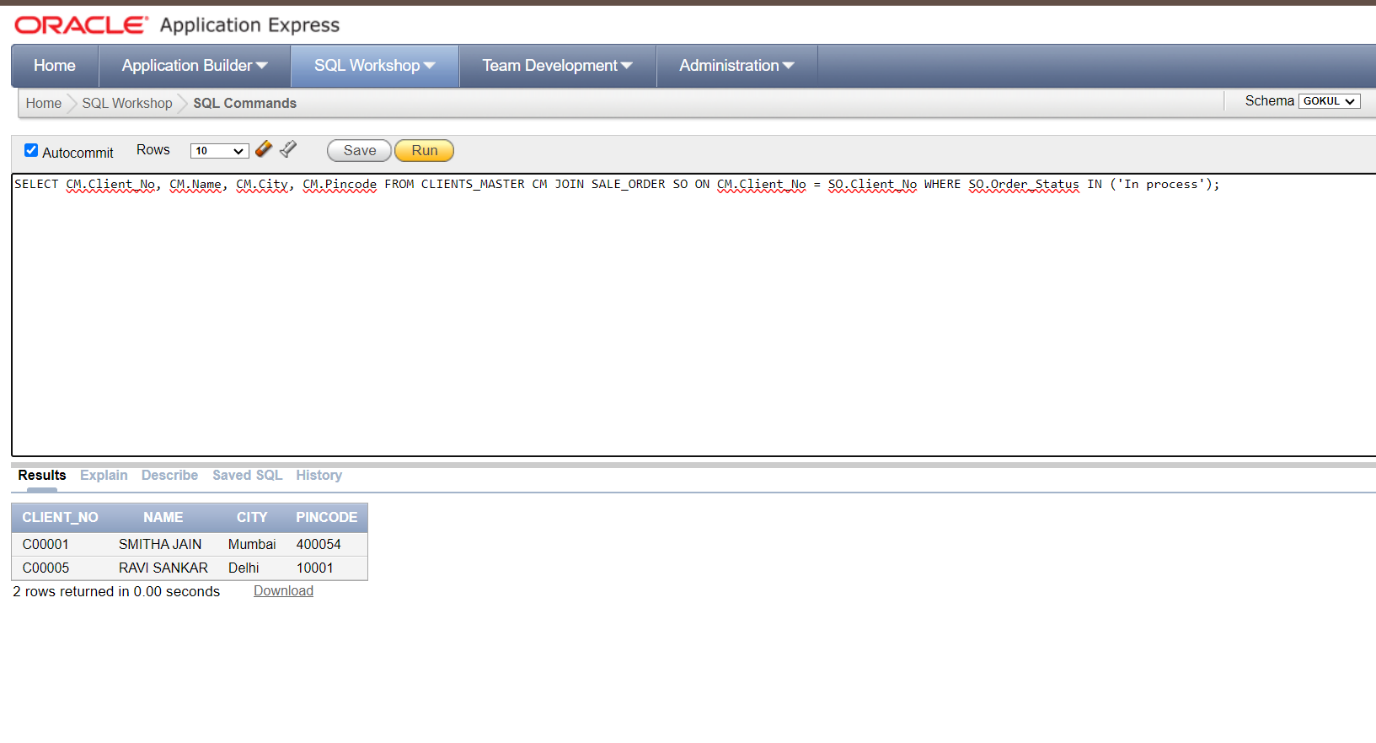 ORACLE Application Express
Home Application Builder SQL Workshop Team Development Administration
Home SQL Workshop SQL Commands Schema GOKUL
Autocommit Rows 10 Save Run
SELECT CM.Client_No, CM.Name, CM.City, CM.Pincode FROM CLIENTS_MASTER CM JOIN SALE_ORDER SO ON CM.Client_No = SO.Client_No WHERE SO.Order_Status IN ('In process');
Results Explain Describe Saved SQL History
CLIENT_NO NAME CITY PINCODE
C00001 SMITHA JAIN Mumbai 400054
C00005 RAVI SANKAR Delhi 10001
2 rows returned in 0.00 seconds Download